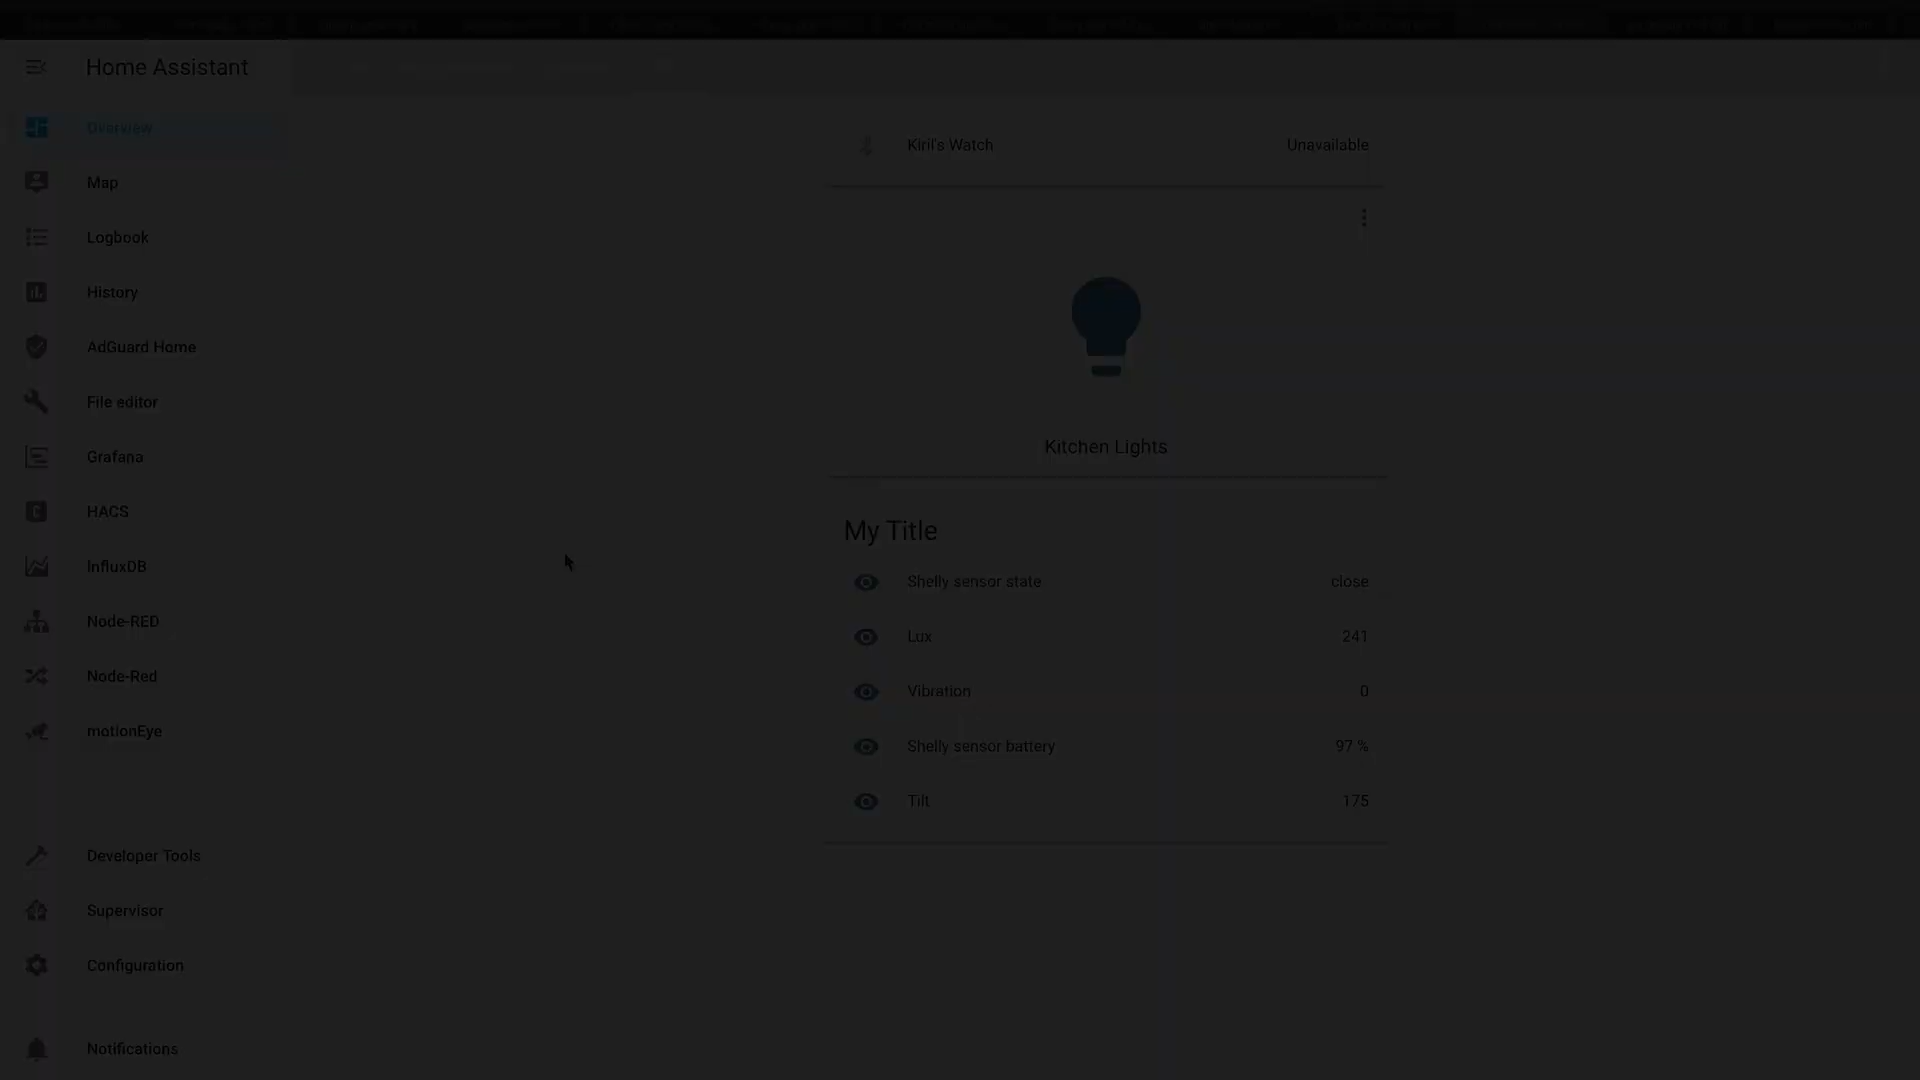 Home Assistant
Overview
Map
Logbook
History
AdGuard Home
File editor
Grafana
HACS
InfluxDB
Node-RED
Node-Red
motionEye
Developer Tools
Supervisor
Configuration
Notifications
Kiril's Watch Unavailable
Kitchen Lights
My Title
Shelly sensor state close
Lux 241
Vibration 0
Shelly sensor battery 97 %
Tilt 175